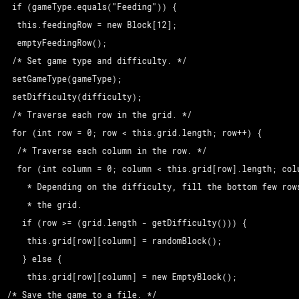 if (gameType.equals("Feeding")) {
this.feedingRow = new Block[12];
emptyFeedingRow();
/* Set game type and difficulty. */
setGameType(gameType);
setDifficulty(difficulty);
/* Traverse each row in the grid. */
for (int row = 0; row < this.grid.length; row++) {
/* Traverse each column in the row. */
for (int column = 0; column < this.grid[row].length; colu
* Depending on the difficulty, fill the bottom few rows
* the grid.
if (row >= (grid.length - getDifficulty())) {
this.grid[row][column] = randomBlock();
} else {
this.grid[row][column] = new EmptyBlock();
/* Save the game to a file. */